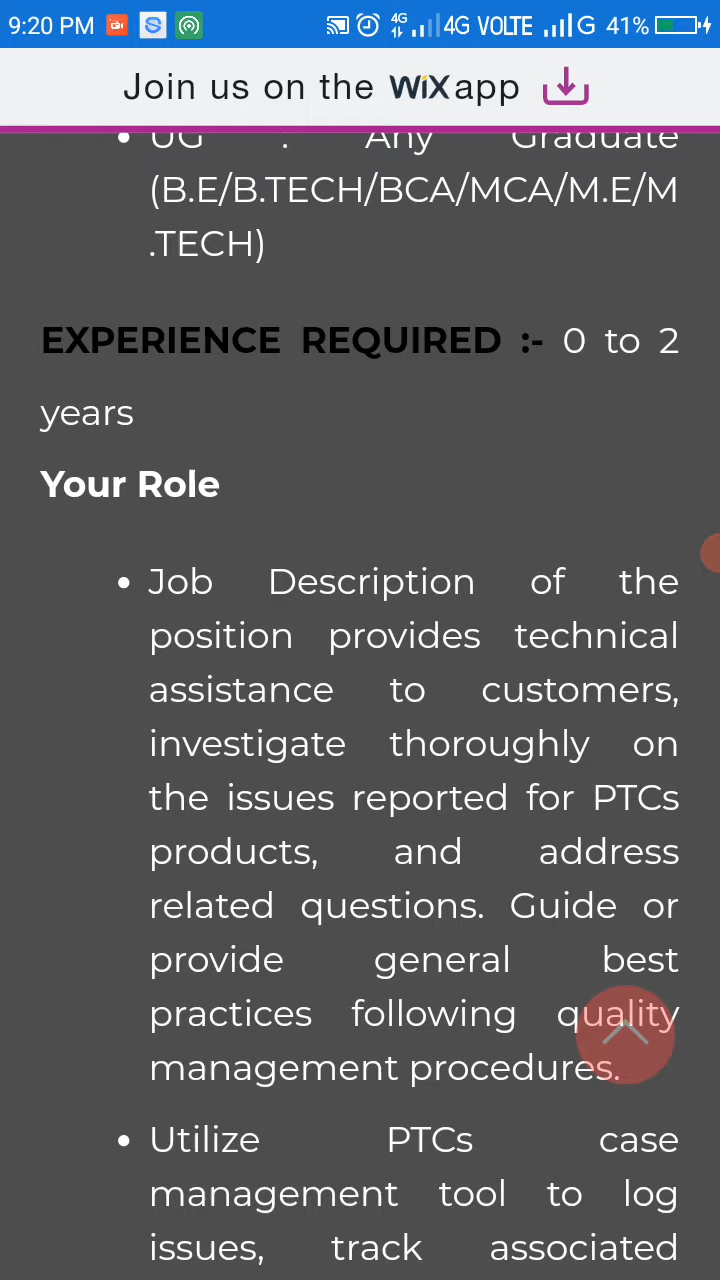 9:20 PM 4G 4G VOLTE G 41%
Join us on the WiX app
• UG : Any Graduate
(B.E/B.TECH/BCA/MCA/M.E/M
.TECH)
EXPERIENCE REQUIRED :- 0 to 2
years
Your Role
• Job Description of the
position provides technical
assistance to customers,
investigate thoroughly on
the issues reported for PTCs
products, and address
related questions. Guide or
provide general best
practices following quality
management procedures.
• Utilize PTCs case
management tool to log
issues, track associated